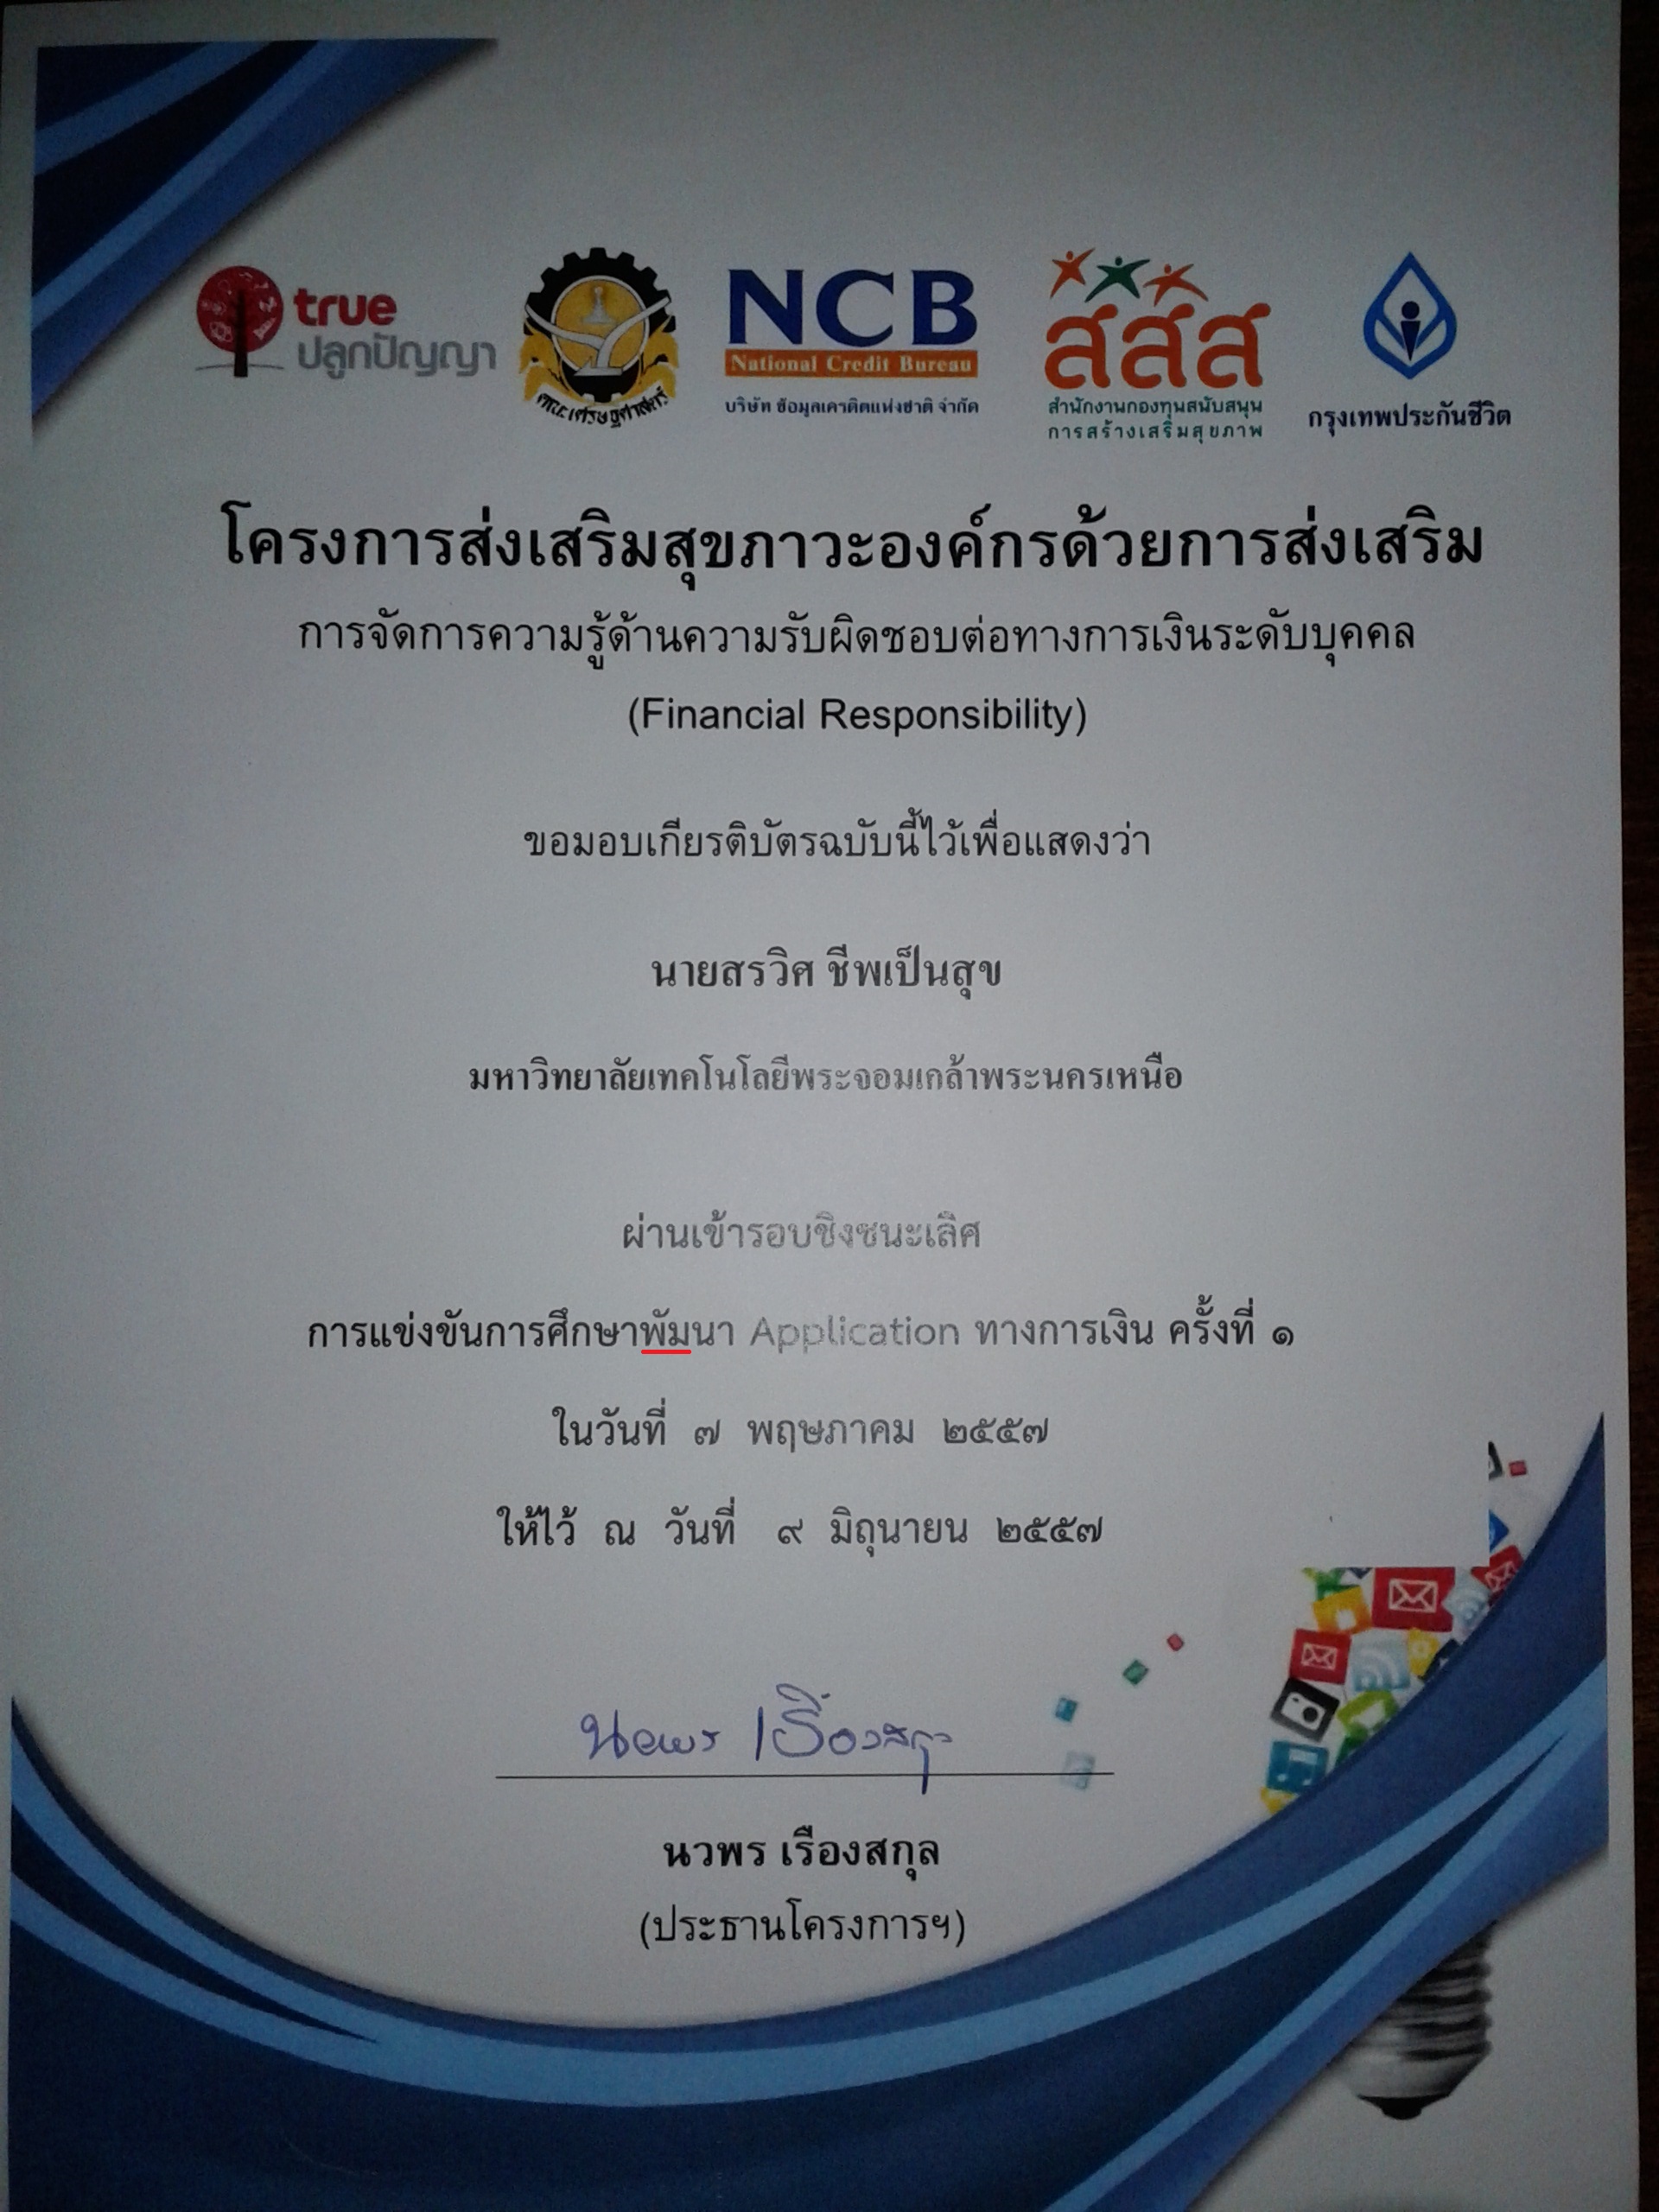 true
ปลูกปัญญา
คณะเศรษฐศาสตร์
NCB
National Credit Bureau
บริษัท ข้อมูลเครดิตแห่งชาติ จำกัด
สสส
สำนักงานกองทุนสนับสนุน
การสร้างเสริมสุขภาพ
กรุงเทพประกันชีวิต
โครงการส่งเสริมสุขภาวะองค์กรด้วยการส่งเสริม
การจัดการความรู้ด้านความรับผิดชอบต่อทางการเงินระดับบุคคล
(Financial Responsibility)
ขอมอบเกียรติบัตรฉบับนี้ไว้เพื่อแสดงว่า
นายสรวิศ ชีพเป็นสุข
มหาวิทยาลัยเทคโนโลยีพระจอมเกล้าพระนครเหนือ
ผ่านเข้ารอบชิงชนะเลิศ
การแข่งขันการศึกษาพัมนา Application ทางการเงิน ครั้งที่ ๑
ในวันที่ ๗ พฤษภาคม ๒๕๕๗
ให้ไว้ ณ วันที่ ๙ มิถุนายน ๒๕๕๗
นวพร เรืองสกุล
นวพร เรืองสกุล
(ประธานโครงการฯ)